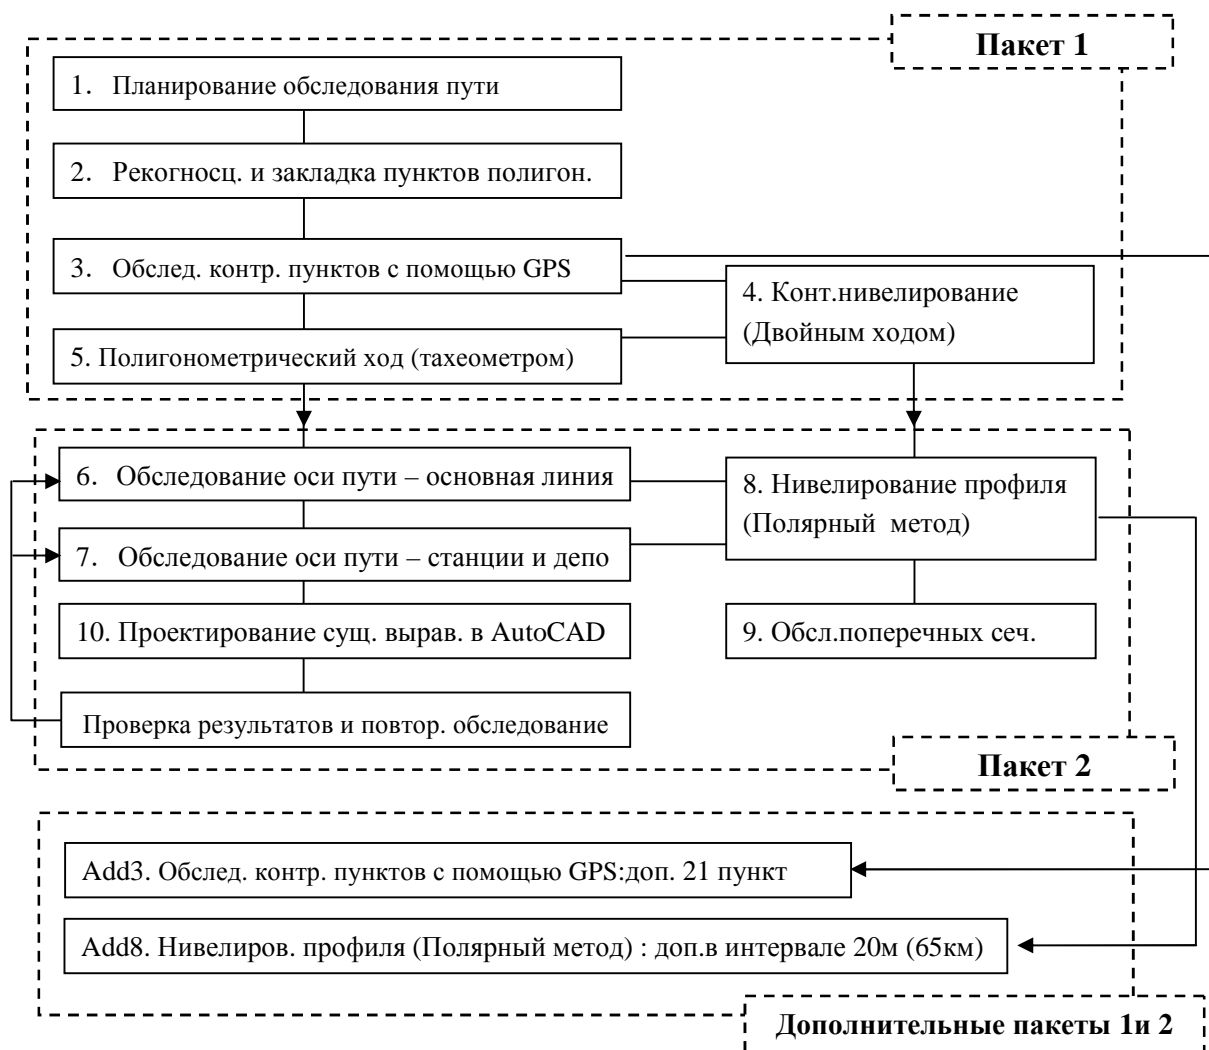 Пакет 1
1. Планирование обследования пути
2. Рекогносц. и закладка пунктов полигон.
3. Обслед. контр. пунктов с помощью GPS
4. Конт.нивелирование
(Двойным ходом)
5. Полигонометрический ход (тахеометром)
6. Обследование оси пути – основная линия
8. Нивелирование профиля
(Полярный метод)
7. Обследование оси пути – станции и депо
10. Проектирование сущ. вырав. в AutoCAD
9. Обсл.поперечных сеч.
Проверка результатов и повтор. обследование
Пакет 2
Add3. Обслед. контр. пунктов с помощью GPS:доп. 21 пункт
Add8. Нивелиров. профиля (Полярный метод) : доп.в интервале 20м (65км)
Дополнительные пакеты 1и 2